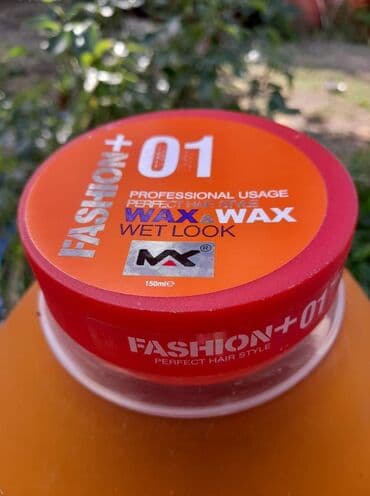 FASHION+
01
PROFESSIONAL USAGE
PERFECT HAIR STYLE
WAX & WAX
WET LOOK
MX®
150ml℮
FASHION+ 01
PERFECT HAIR STYLE